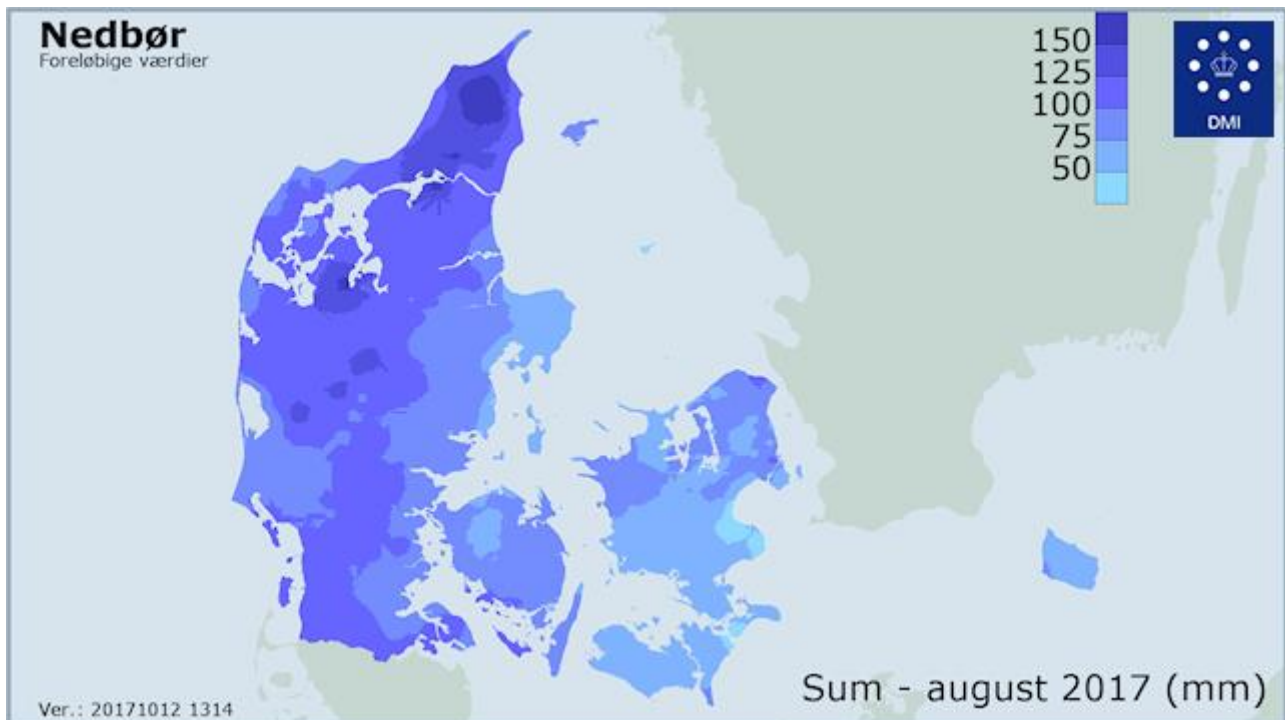 Nedbør
Foreløbige værdier
150
125
100
75
50
DMI
Sum - august 2017 (mm)
Ver.: 20171012 1314